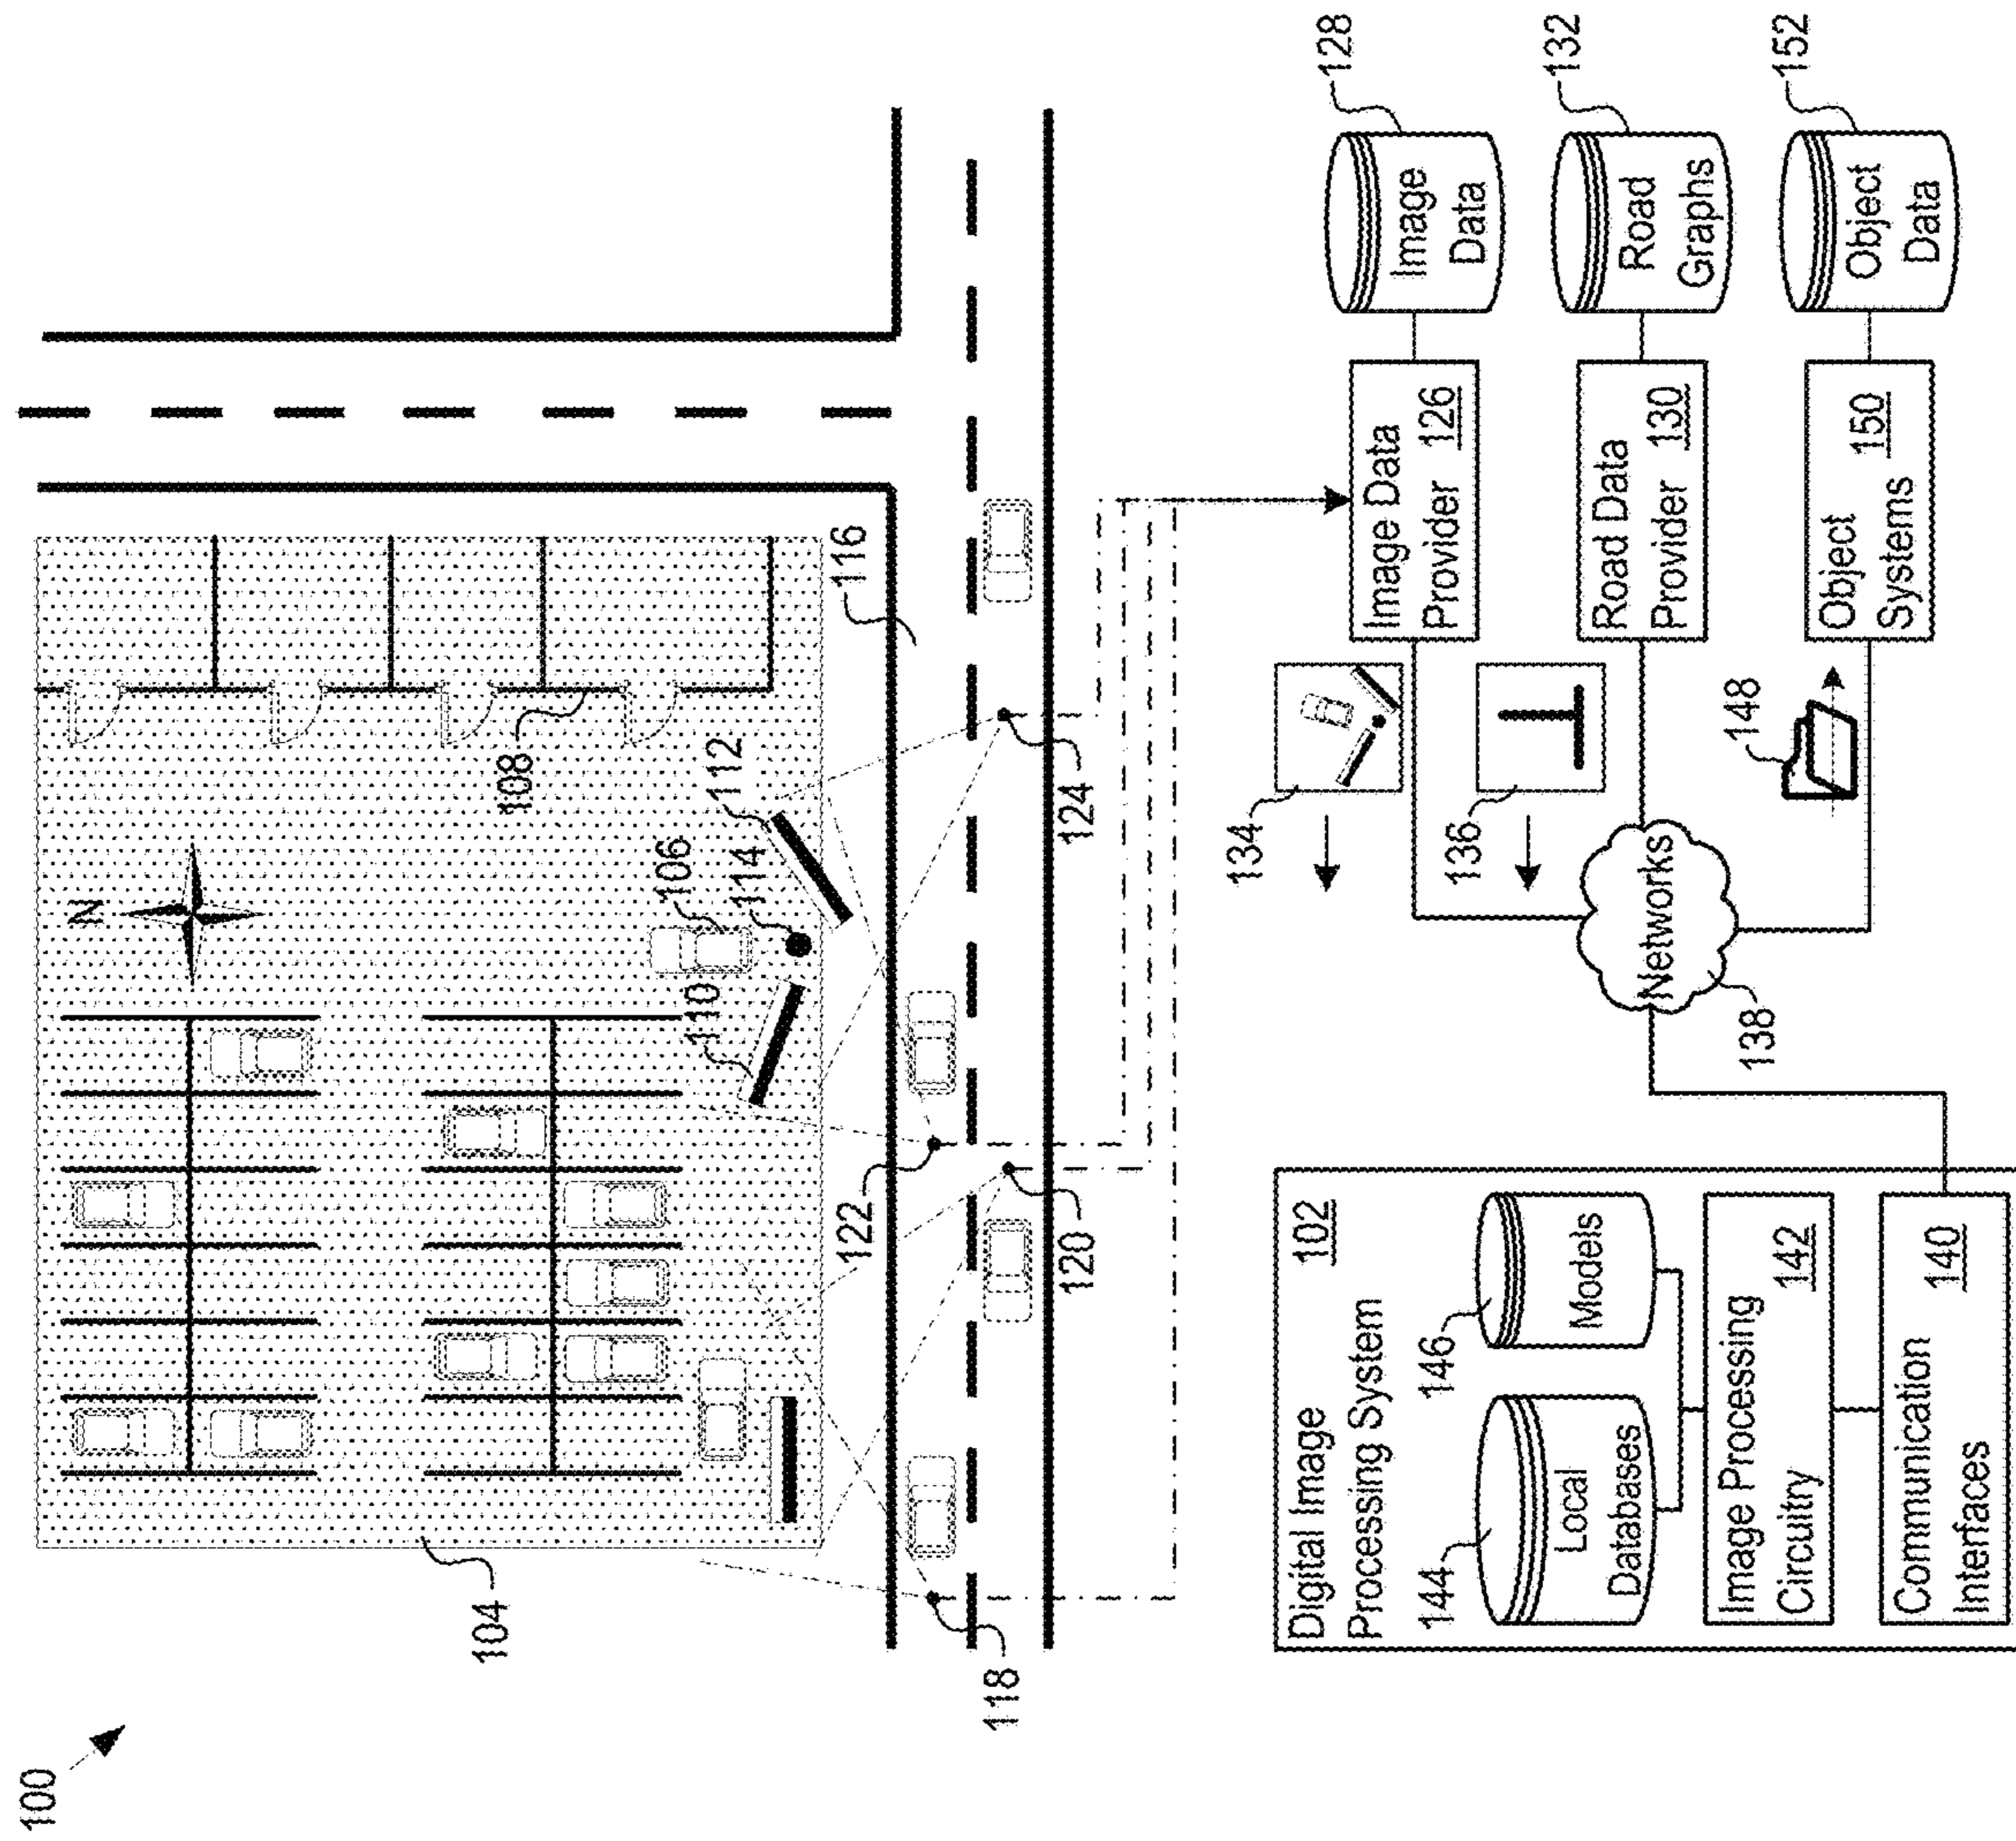 100
104
N
108
110
114
106
112
116
122
118
120
124
Digital Image
Processing System
102
144
146
Local
Databases
Models
Image Processing
Circuitry
142
Communication
Interfaces
140
134
136
Networks
138
148
Image Data
Provider
126
Road Data
Provider
130
Object
Systems
150
Image
Data
128
Road
Graphs
132
Object
Data
152